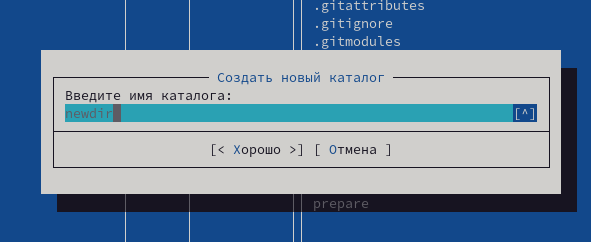 .gitattributes
.gitignore
.gitmodules
Создать новый каталог
Введите имя каталога:
newdir [^]
[< Хорошо >] [ Отмена ]
prepare